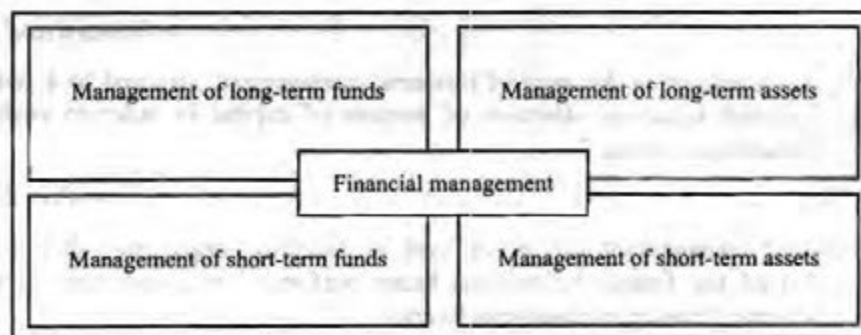 Management of long-term funds
Management of long-term assets
Financial management
Management of short-term funds
Management of short-term assets